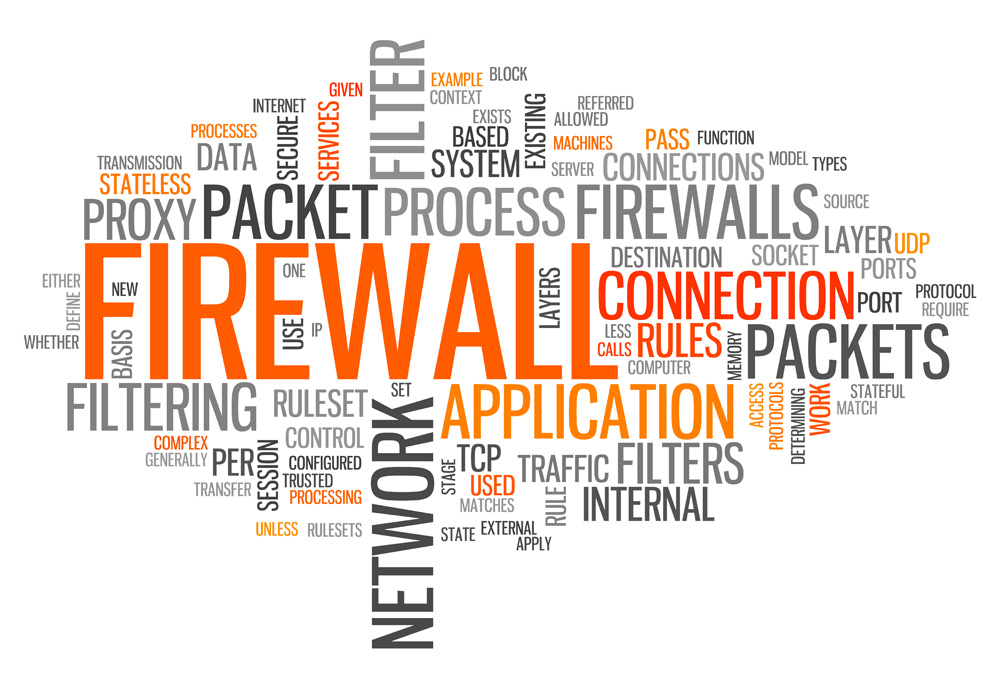 FILTER
GIVEN
EXAMPLE
BLOCK
CONTEXT
INTERNET
SECURE
SERVICES
EXISTS
EXISTING
REFERRED
ALLOWED
PROCESSES
DATA
BASED
SYSTEM
MACHINES
PASS
FUNCTION
TRANSMISSION
STATELESS
SERVER
CONNECTIONS
MODEL
TYPES
PROXY
PACKET
PROCESS
FIREWALLS
SOURCE
LAYER
UDP
FIREWALL
DESTINATION
SOCKET
PORTS
EITHER
DEFINE
NEW
ONE
LAYERS
CONNECTION
PORT
PROTOCOL
REQUIRE
WHETHER
BASIS
USE
IP
LESS
CALLS
RULES
COMPUTER
MEMORY
PACKETS
FILTERING
RULESET
SET
NETWORK
APPLICATION
ACCESS
PROTOCOLS
DETERMINING
WORK
STATEFUL
MATCH
COMPLEX
GENERALLY
PER
SESSION
CONTROL
CONFIGURED
TRUSTED
PROCESSING
TRANSFER
STAGE
TCP
USED
MATCHES
TRAFFIC
FILTERS
RULE
INTERNAL
UNLESS
RULESETS
STATE
EXTERNAL
APPLY